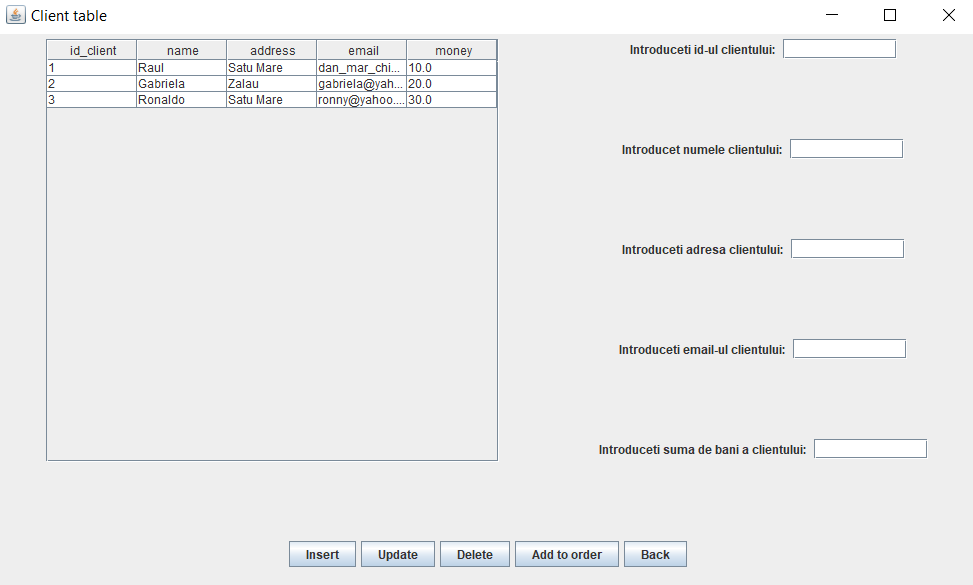 Client table
id_client name address email money
1 Raul Satu Mare dan_mar_chi... 10.0
2 Gabriela Zalau gabriela@yah... 20.0
3 Ronaldo Satu Mare ronny@yahoo.... 30.0
Introduceti id-ul clientului:
Introducet numele clientului:
Introduceti adresa clientului:
Introduceti email-ul clientului:
Introduceti suma de bani a clientului:
Insert Update Delete Add to order Back